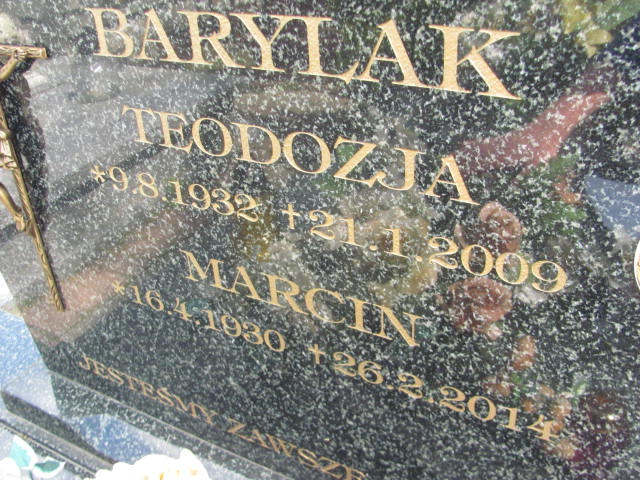 BARYLAK
TEODOZJA
*9.8.1932 †21.1.2009
MARCIN
*16.4.1930 †26.2.2014
JESTEŚMY ZAWSZE